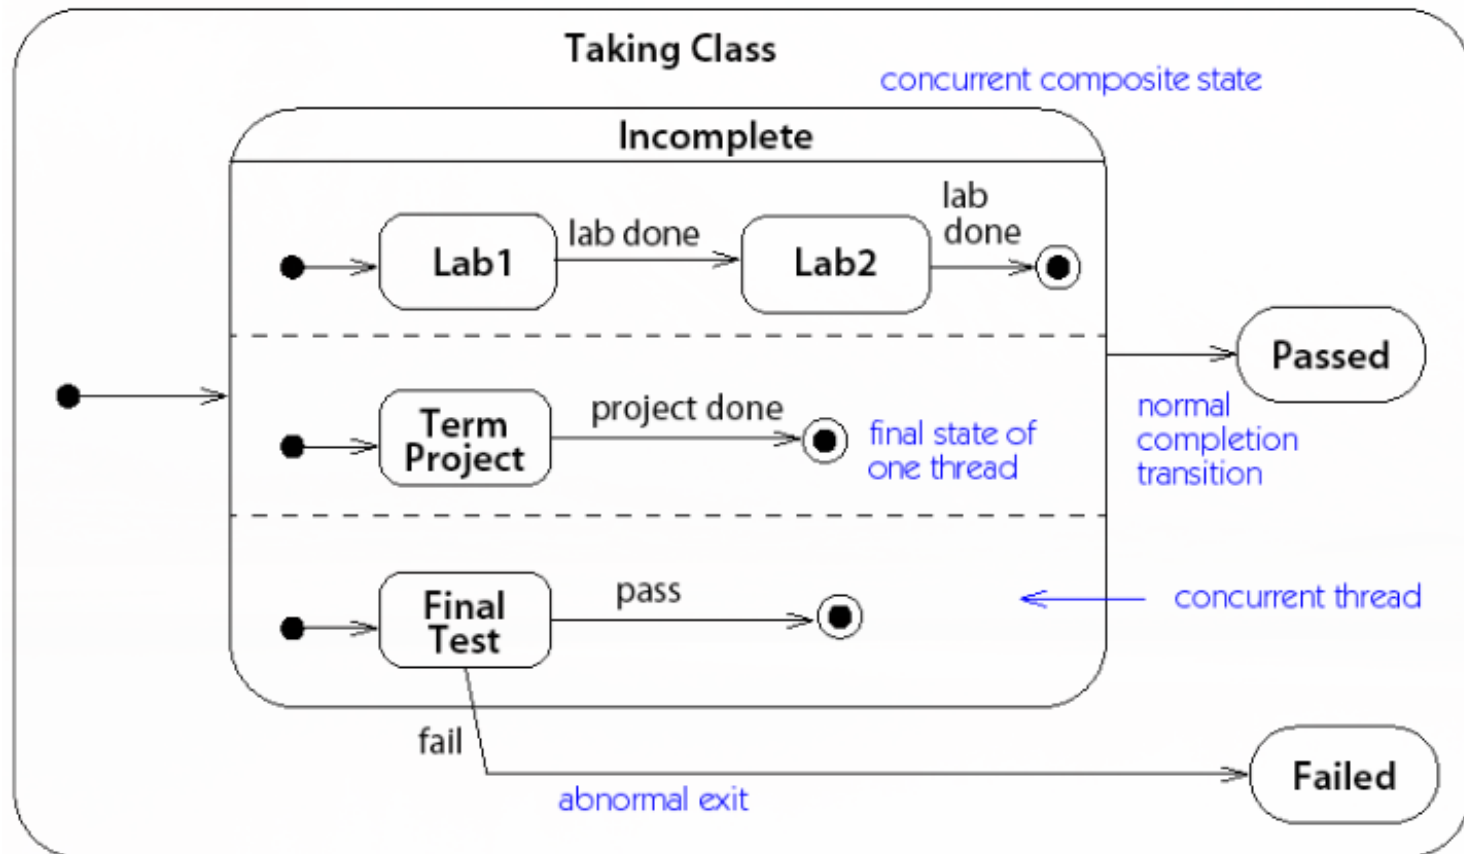 Taking Class
concurrent composite state
Incomplete
Lab1
lab done
Lab2
lab
done
Passed
Term
Project
project done
final state of
one thread
normal
completion
transition
Final
Test
pass
concurrent thread
fail
abnormal exit
Failed